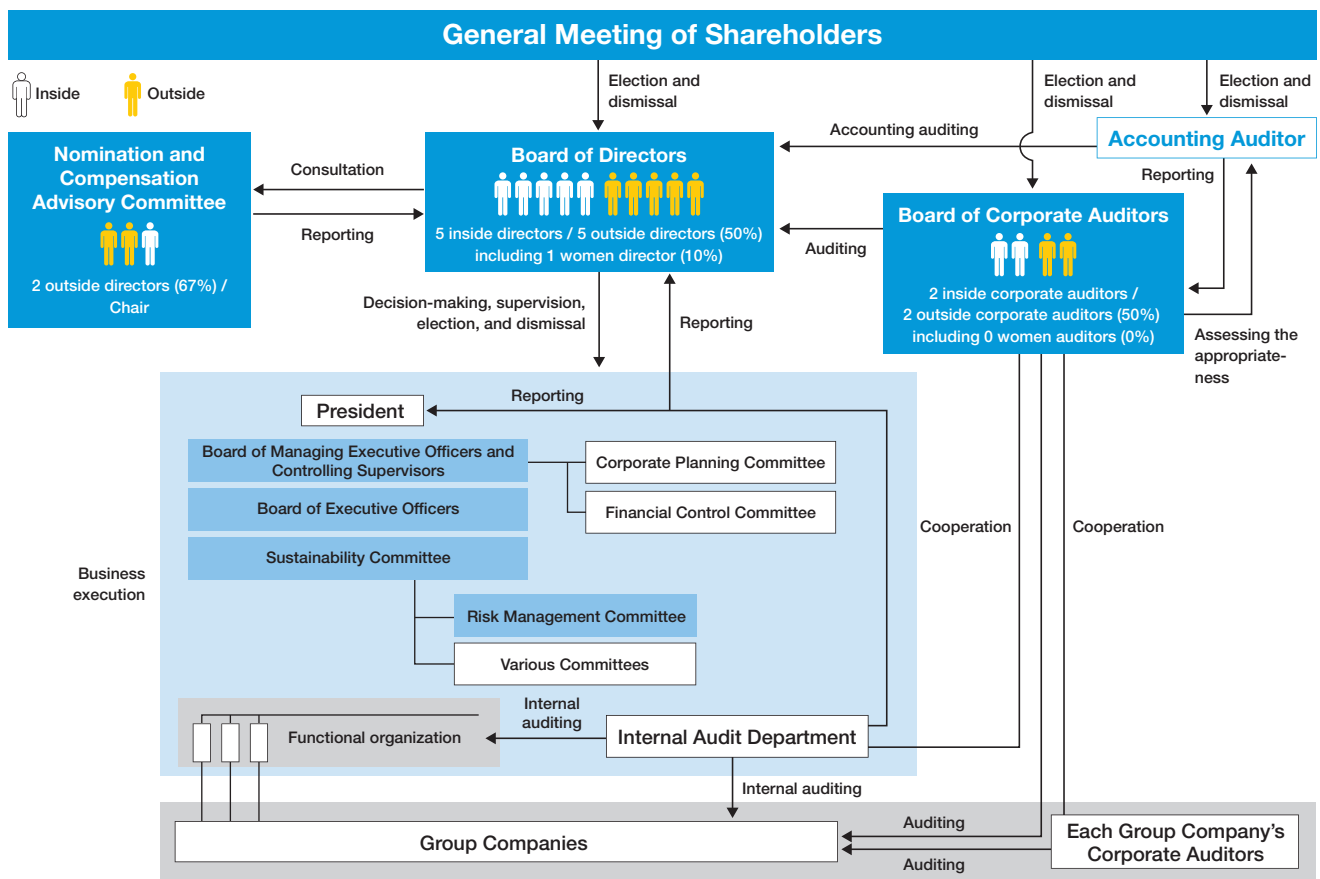 General Meeting of Shareholders
Inside
Outside
Election and
dismissal
Election and
dismissal
Election and
dismissal
Nomination and
Compensation
Advisory Committee
2 outside directors (67%) /
Chair
Consultation
Reporting
Board of Directors
5 inside directors / 5 outside directors (50%)
including 1 women director (10%)
Accounting auditing
Accounting Auditor
Reporting
Auditing
Board of Corporate Auditors
2 inside corporate auditors /
2 outside corporate auditors (50%)
including 0 women auditors (0%)
Assessing the
appropriate-
ness
Decision-making, supervision,
election, and dismissal
Reporting
Reporting
President
Board of Managing Executive Officers and
Controlling Supervisors
Corporate Planning Committee
Board of Executive Officers
Financial Control Committee
Sustainability Committee
Cooperation
Cooperation
Business
execution
Risk Management Committee
Various Committees
Internal
auditing
Functional organization
Internal Audit Department
Internal auditing
Group Companies
Auditing
Auditing
Each Group Company's
Corporate Auditors